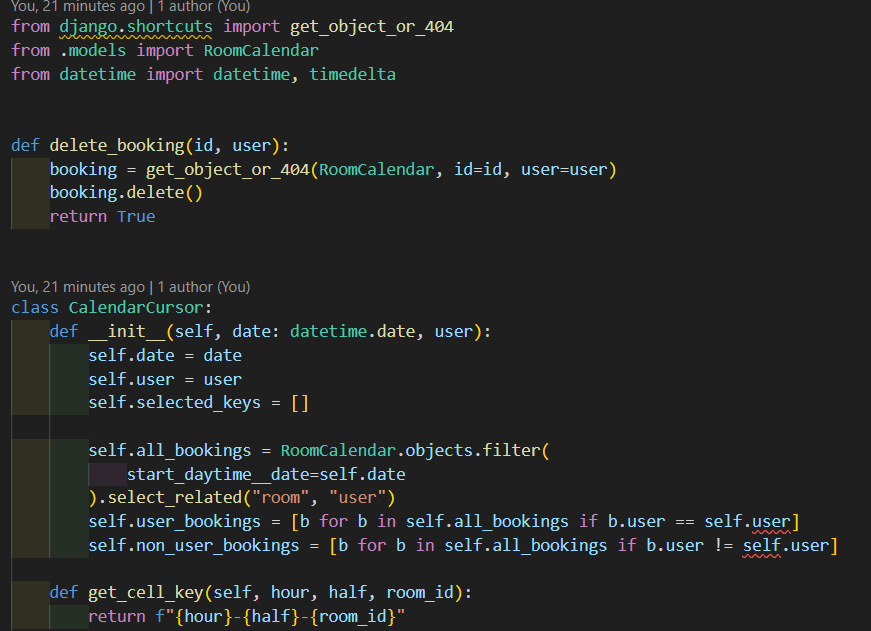 You, 21 minutes ago | 1 author (You)
from django.shortcuts import get_object_or_404
from .models import RoomCalendar
from datetime import datetime, timedelta
def delete_booking(id, user):
    booking = get_object_or_404(RoomCalendar, id=id, user=user)
    booking.delete()
    return True
You, 21 minutes ago | 1 author (You)
class CalendarCursor:
    def __init__(self, date: datetime.date, user):
        self.date = date
        self.user = user
        self.selected_keys = []
        self.all_bookings = RoomCalendar.objects.filter(
            start_daytime__date=self.date
        ).select_related("room", "user")
        self.user_bookings = [b for b in self.all_bookings if b.user == self.user]
        self.non_user_bookings = [b for b in self.all_bookings if b.user != self.user]
    def get_cell_key(self, hour, half, room_id):
        return f"{hour}-{half}-{room_id}"